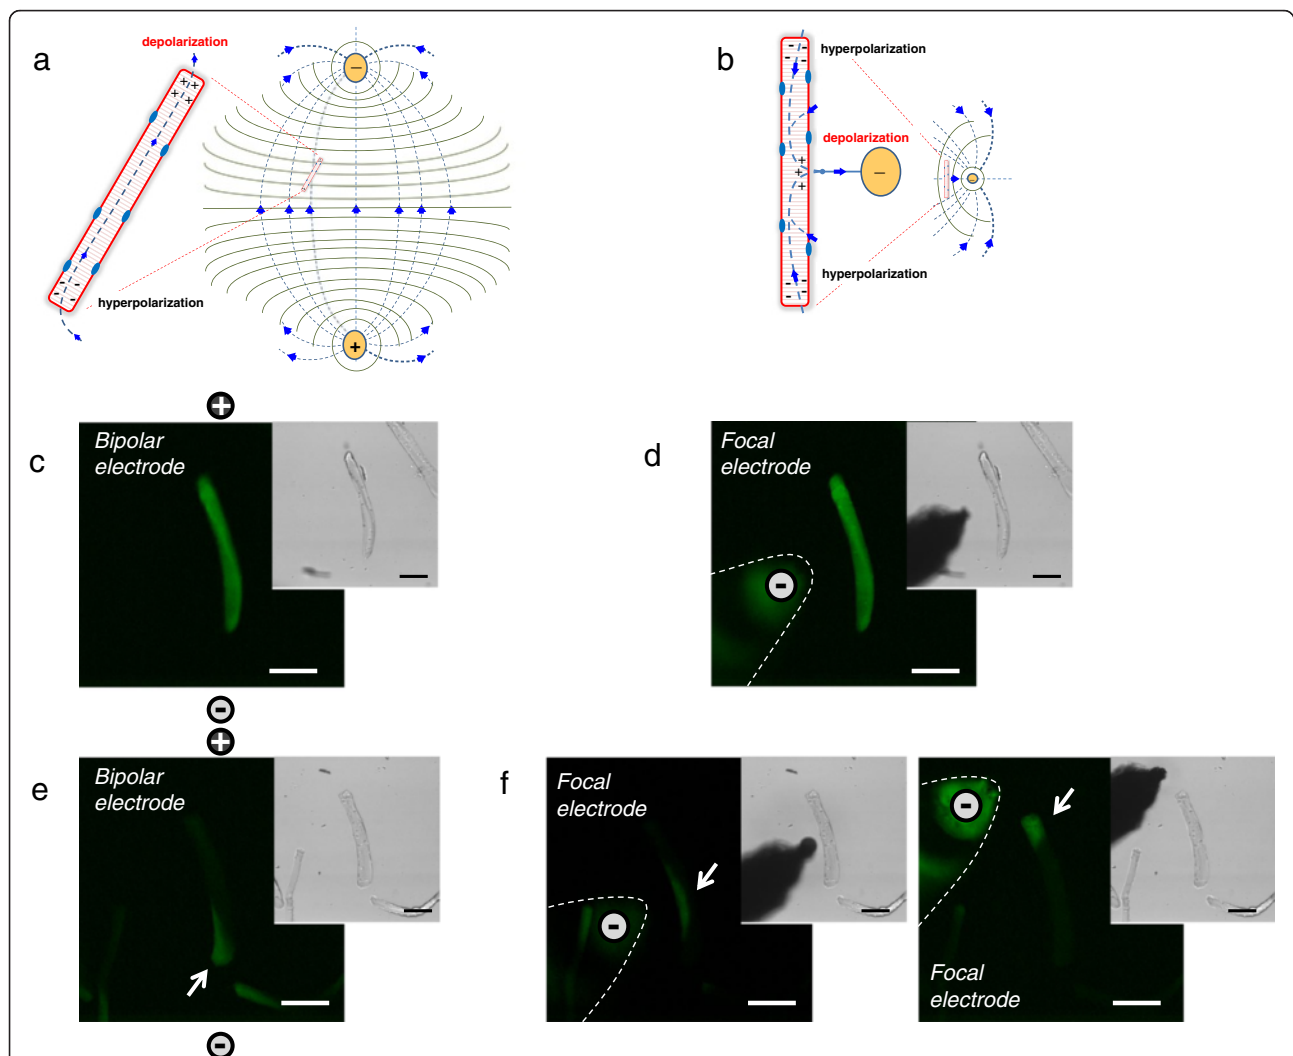 a
depolarization
−
+ +
+ +
- -
- -
hyperpolarization
+
b
- -
- -
hyperpolarization
depolarization
+
+
+
−
−
hyperpolarization
- -
- -
+
c
Bipolar
electrode
-
d
Focal
electrode
-
+
e
Bipolar
electrode
-
f
Focal
electrode
-
-
Focal
electrode